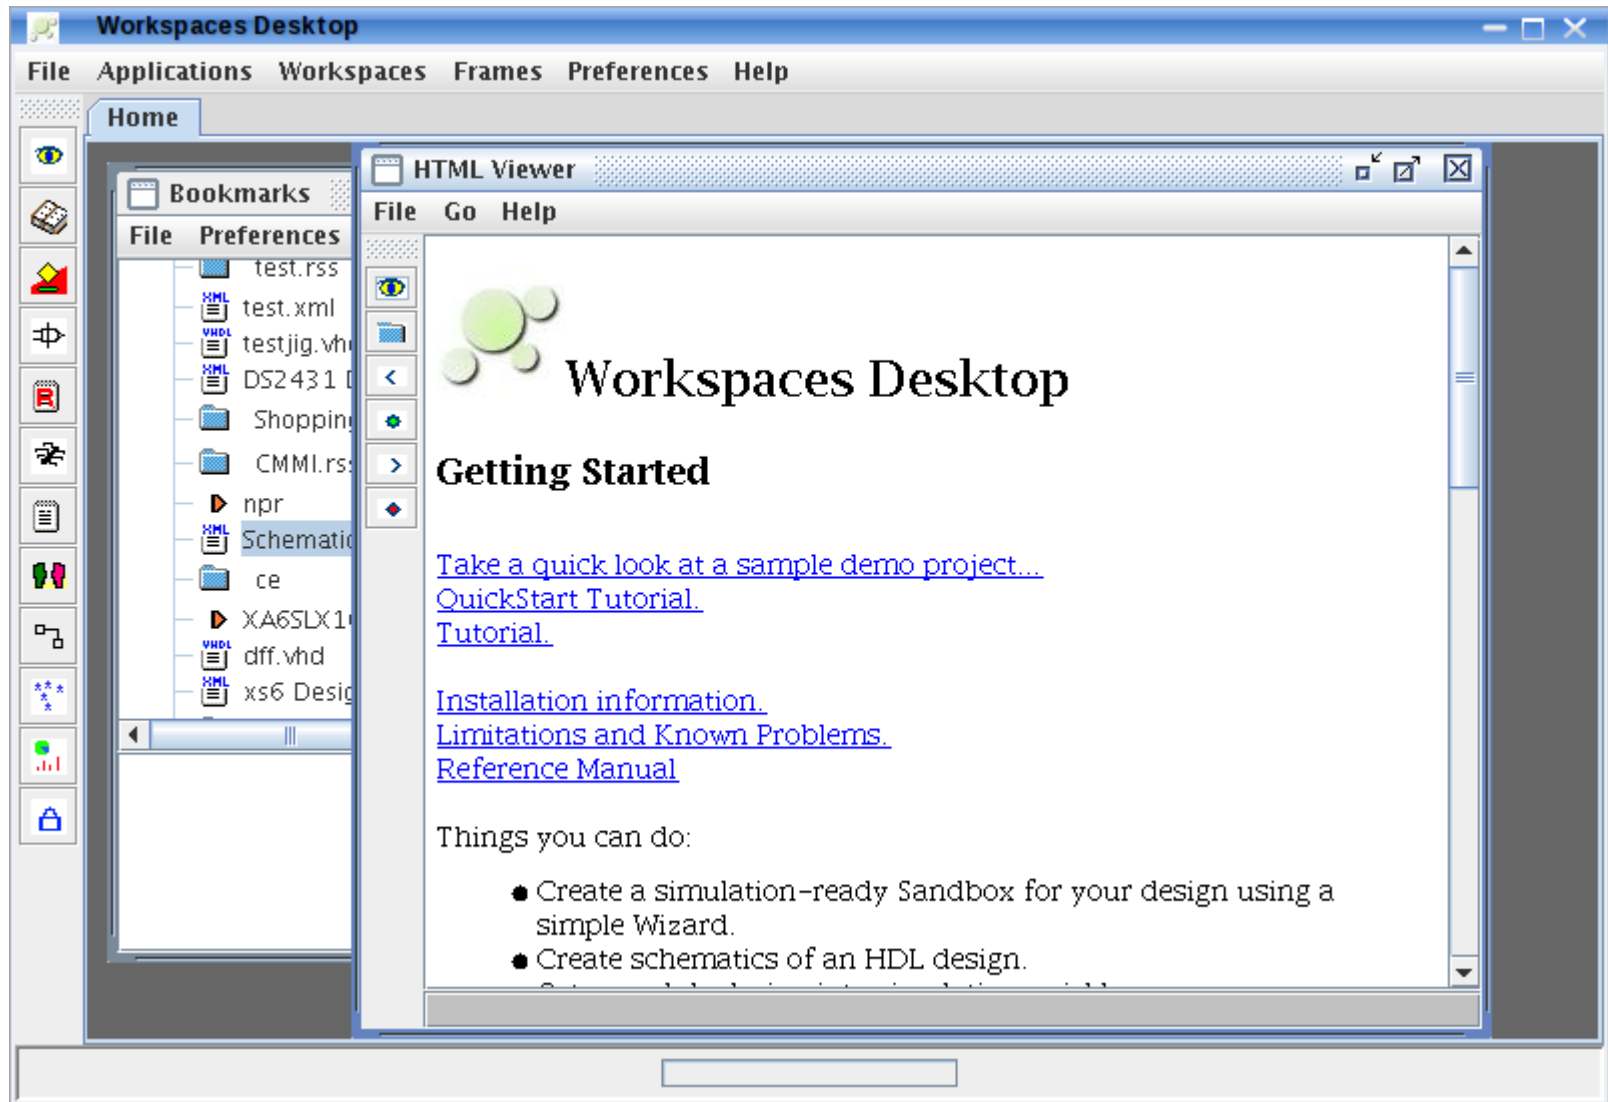 Workspaces Desktop
File Applications Workspaces Frames Preferences Help
Home
Bookmarks
File Preferences
test.rss
test.xml
testjig.vh
DS2431
Shopping
CMMI.rs
npr
Schematic
ce
XA6SLX1
dff.vhd
xs6 Desig
HTML Viewer
File Go Help
Workspaces Desktop
Getting Started
Take a quick look at a sample demo project...
QuickStart Tutorial.
Tutorial.
Installation information.
Limitations and Known Problems.
Reference Manual
Things you can do:
Create a simulation-ready Sandbox for your design using a
simple Wizard.
Create schematics of an HDL design.